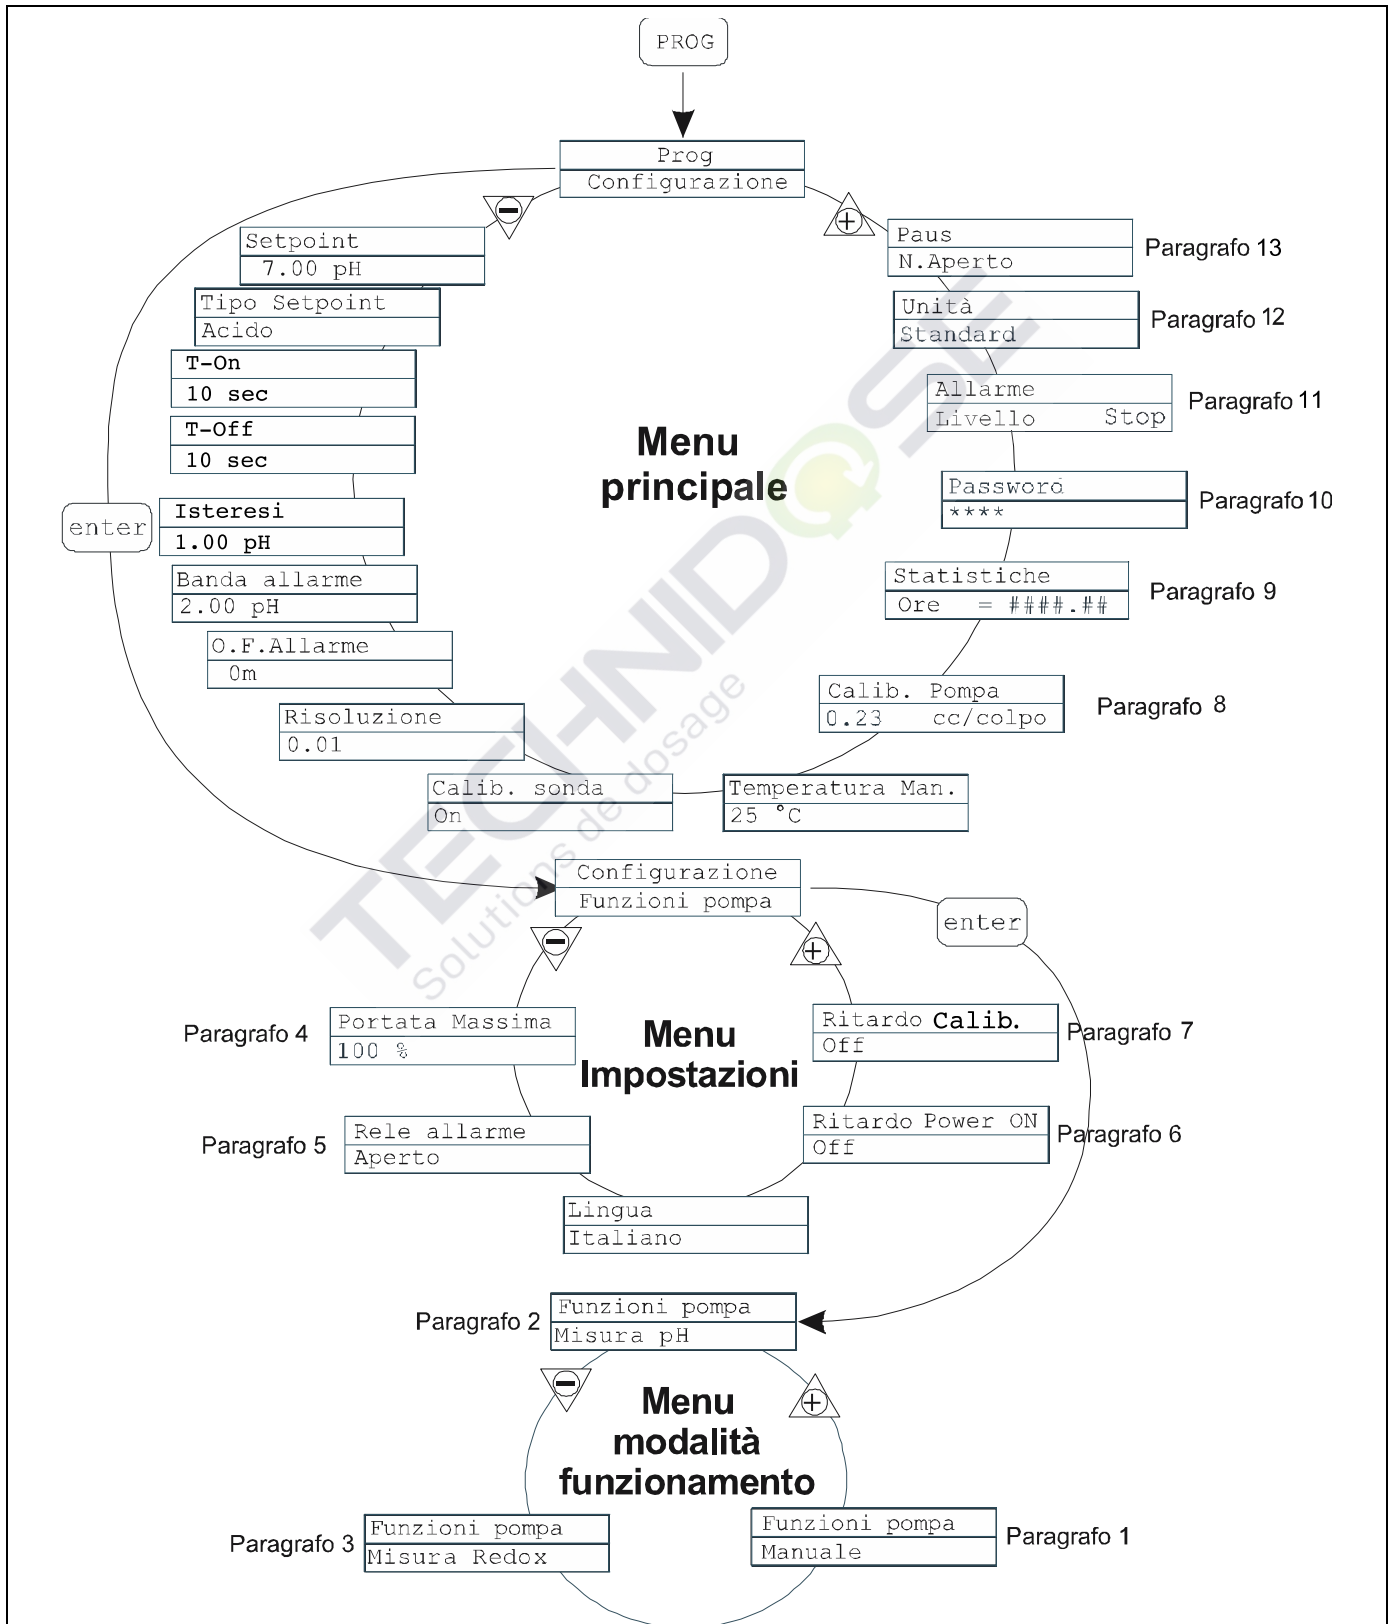 PROG
Prog
Configurazione
Setpoint
7.00 pH
Tipo Setpoint
Acido
T-On
10 sec
T-Off
10 sec
enter
Isteresi
1.00 pH
Banda allarme
2.00 pH
O.F.Allarme
0m
Risoluzione
0.01
Calib. sonda
On
Menu
principale
Paus
N.Aperto
Paragrafo 13
Unità
Standard
Paragrafo 12
Allarme
Livello Stop
Paragrafo 11
Password
****
Paragrafo 10
Statistiche
Ore = ####.##
Paragrafo 9
Calib. Pompa
0.23 cc/colpo
Paragrafo 8
Temperatura Man.
25 °C
TECHNIDOSE
Solutions de dosage
Configurazione
Funzioni pompa
enter
Paragrafo 4
Portata Massima
100 %
Menu
Impostazioni
Ritardo Calib.
Off
Paragrafo 7
Paragrafo 5
Rele allarme
Aperto
Ritardo Power ON
Off
Paragrafo 6
Lingua
Italiano
Paragrafo 2
Funzioni pompa
Misura pH
Menu
modalità
funzionamento
Paragrafo 3
Funzioni pompa
Misura Redox
Funzioni pompa
Manuale
Paragrafo 1